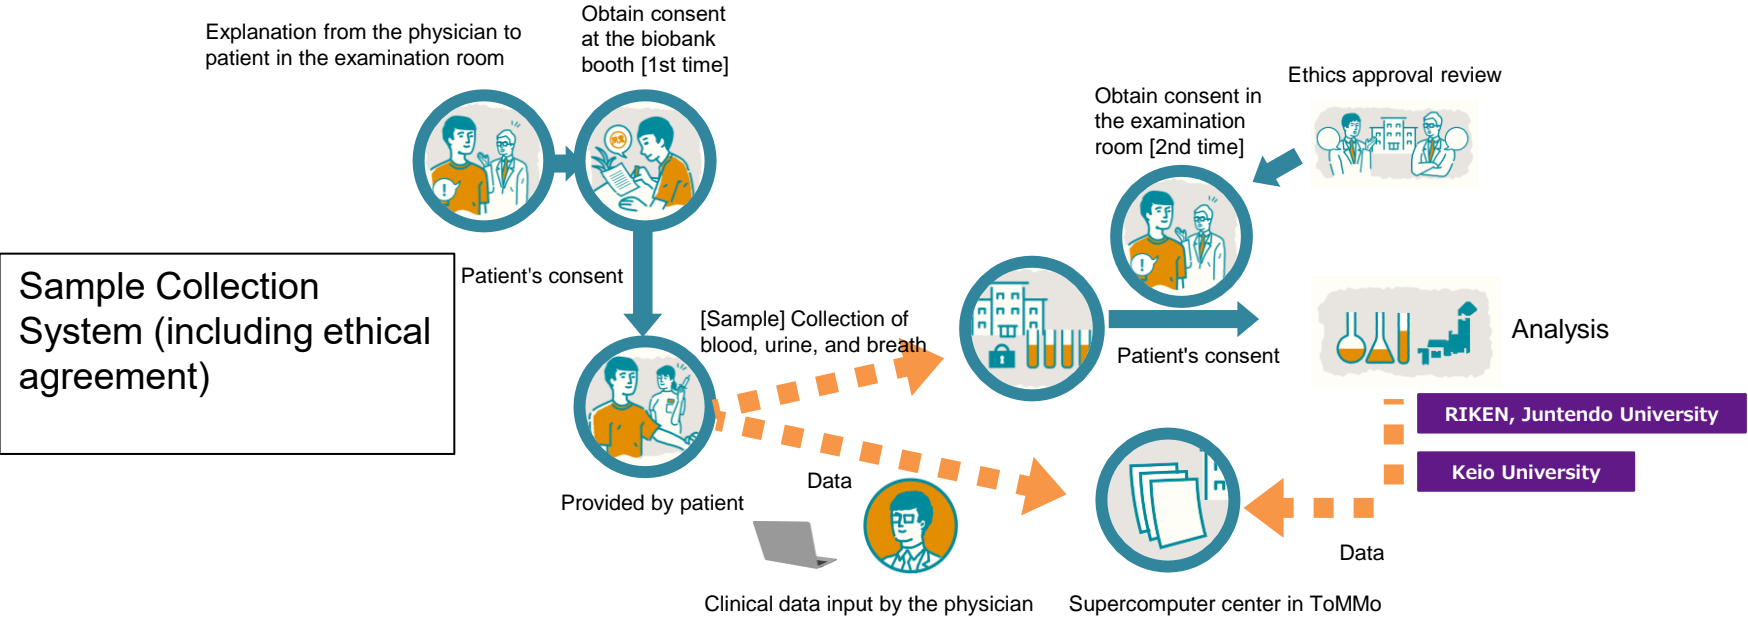 Explanation from the physician to
patient in the examination room
Obtain consent
at the biobank
booth [1st time]
Ethics approval review
Obtain consent in
the examination
room [2nd time]
Sample Collection
System (including ethical
agreement)
Patient's consent
[Sample] Collection of
blood, urine, and breath
Patient's consent
Analysis
RIKEN, Juntendo University
Keio University
Provided by patient
Data
Data
Clinical data input by the physician
Supercomputer center in ToMMo